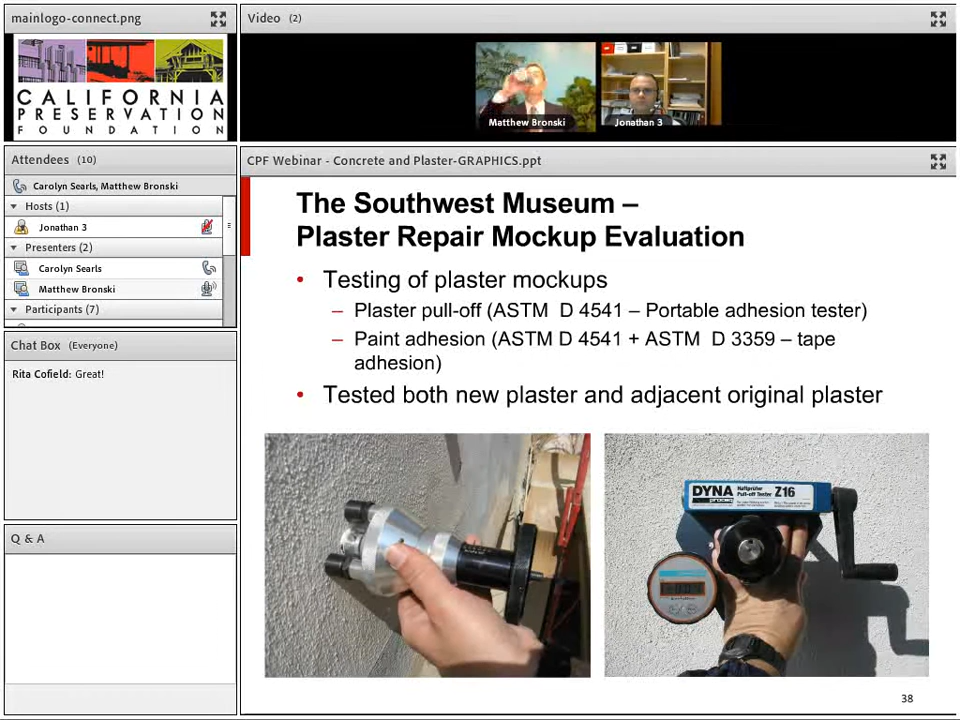 mainlogo-connect.png
CALIFORNIA
PRESERVATION
FOUNDATION
Video (2)
Matthew Bronski
Jonathan 3
Attendees (10)
Carolyn Searls, Matthew Bronski
Hosts (1)
Jonathan 3
Presenters (2)
Carolyn Searls
Matthew Bronski
Participants (7)
Chat Box (Everyone)
Rita Cofield: Great!
Q & A
CPF Webinar - Concrete and Plaster-GRAPHICS.ppt
The Southwest Museum –
Plaster Repair Mockup Evaluation
• Testing of plaster mockups
– Plaster pull-off (ASTM D 4541 – Portable adhesion tester)
– Paint adhesion (ASTM D 4541 + ASTM D 3359 – tape
adhesion)
• Tested both new plaster and adjacent original plaster
DYNA
Haftprüfer
Pull-off Tester Z16
38